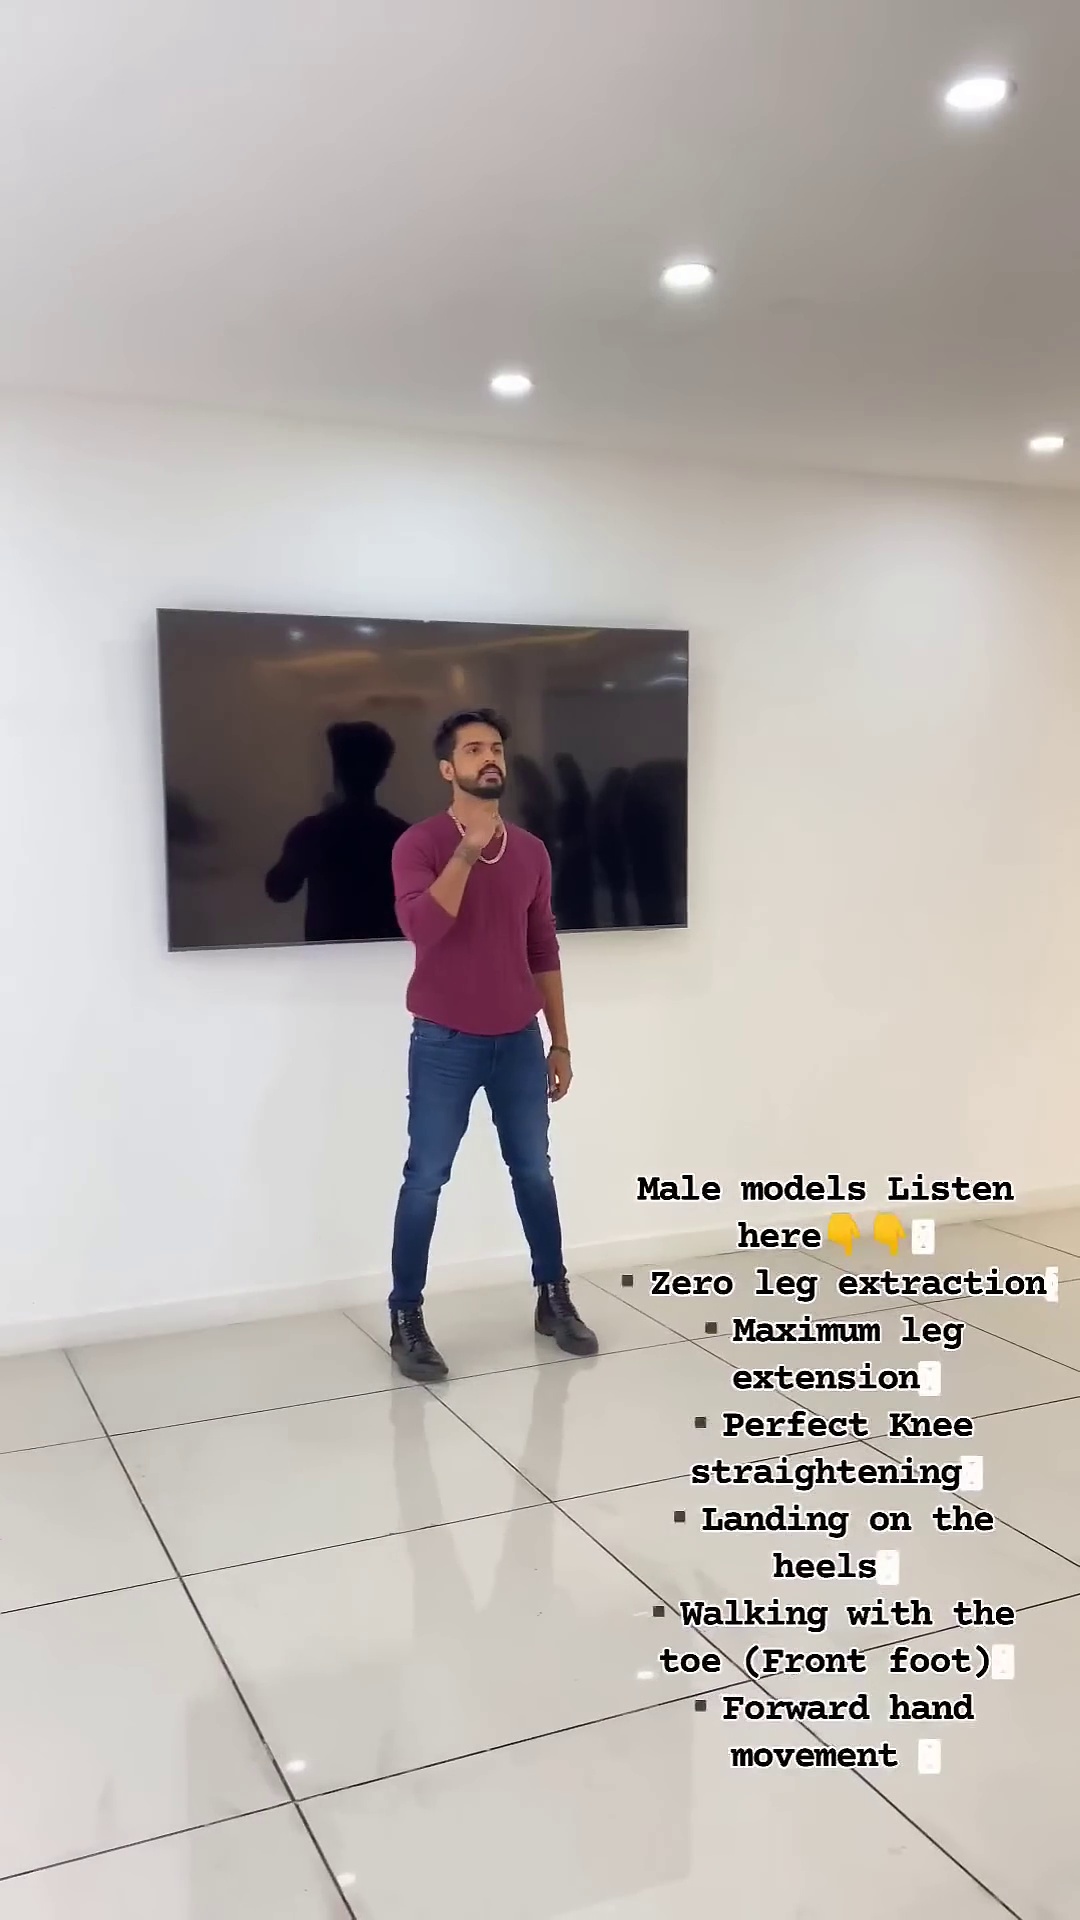 Male models Listen
here👇👇
▪️Zero leg extraction
▪️Maximum leg
extension
▪️Perfect Knee
straightening
▪️Landing on the
heels
▪️Walking with the
toe (Front foot)
▪️Forward hand
movement